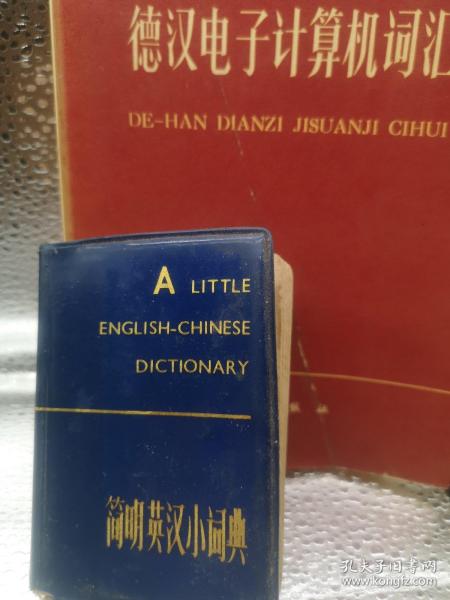 德汉电子计算机词汇
DE-HAN DIANZI JISUANJI CIHUI
A LITTLE
ENGLISH-CHINESE
DICTIONARY
简明英汉小词典
孔夫子旧书网
www.kongfz.com